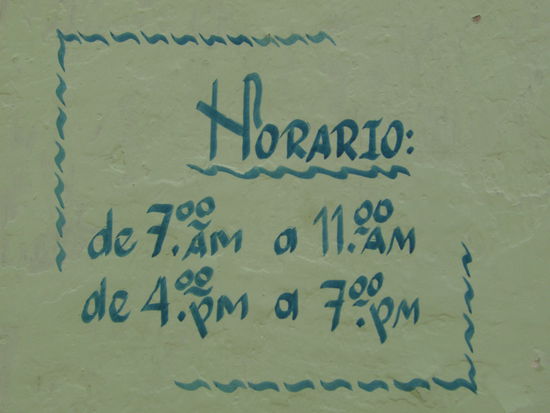 HORARIO:
de 7.00 AM a 11.00 AM
de 4.00 PM a 7.00 PM